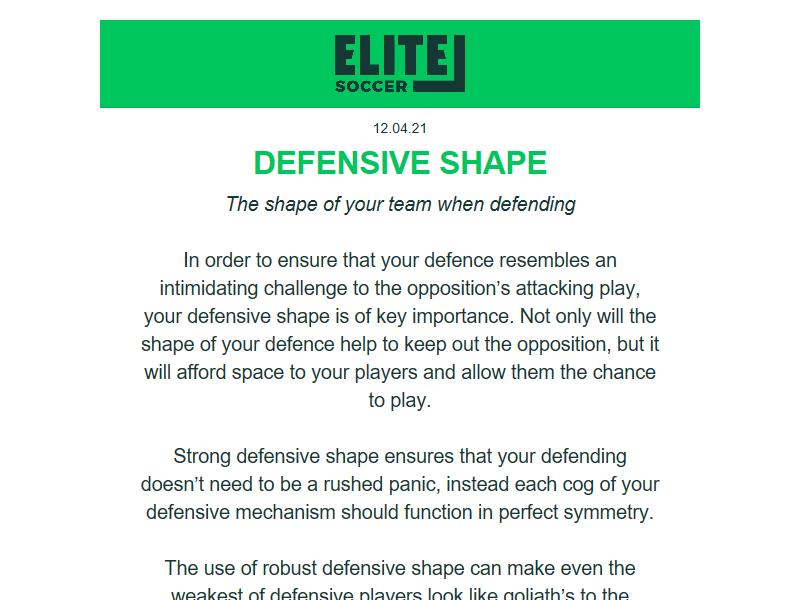 ELITE
SOCCER
12.04.21
DEFENSIVE SHAPE
The shape of your team when defending
In order to ensure that your defence resembles an
intimidating challenge to the opposition’s attacking play,
your defensive shape is of key importance. Not only will the
shape of your defence help to keep out the opposition, but it
will afford space to your players and allow them the chance
to play.
Strong defensive shape ensures that your defending
doesn’t need to be a rushed panic, instead each cog of your
defensive mechanism should function in perfect symmetry.
The use of robust defensive shape can make even the
weakest of defensive players look like goliath’s to the